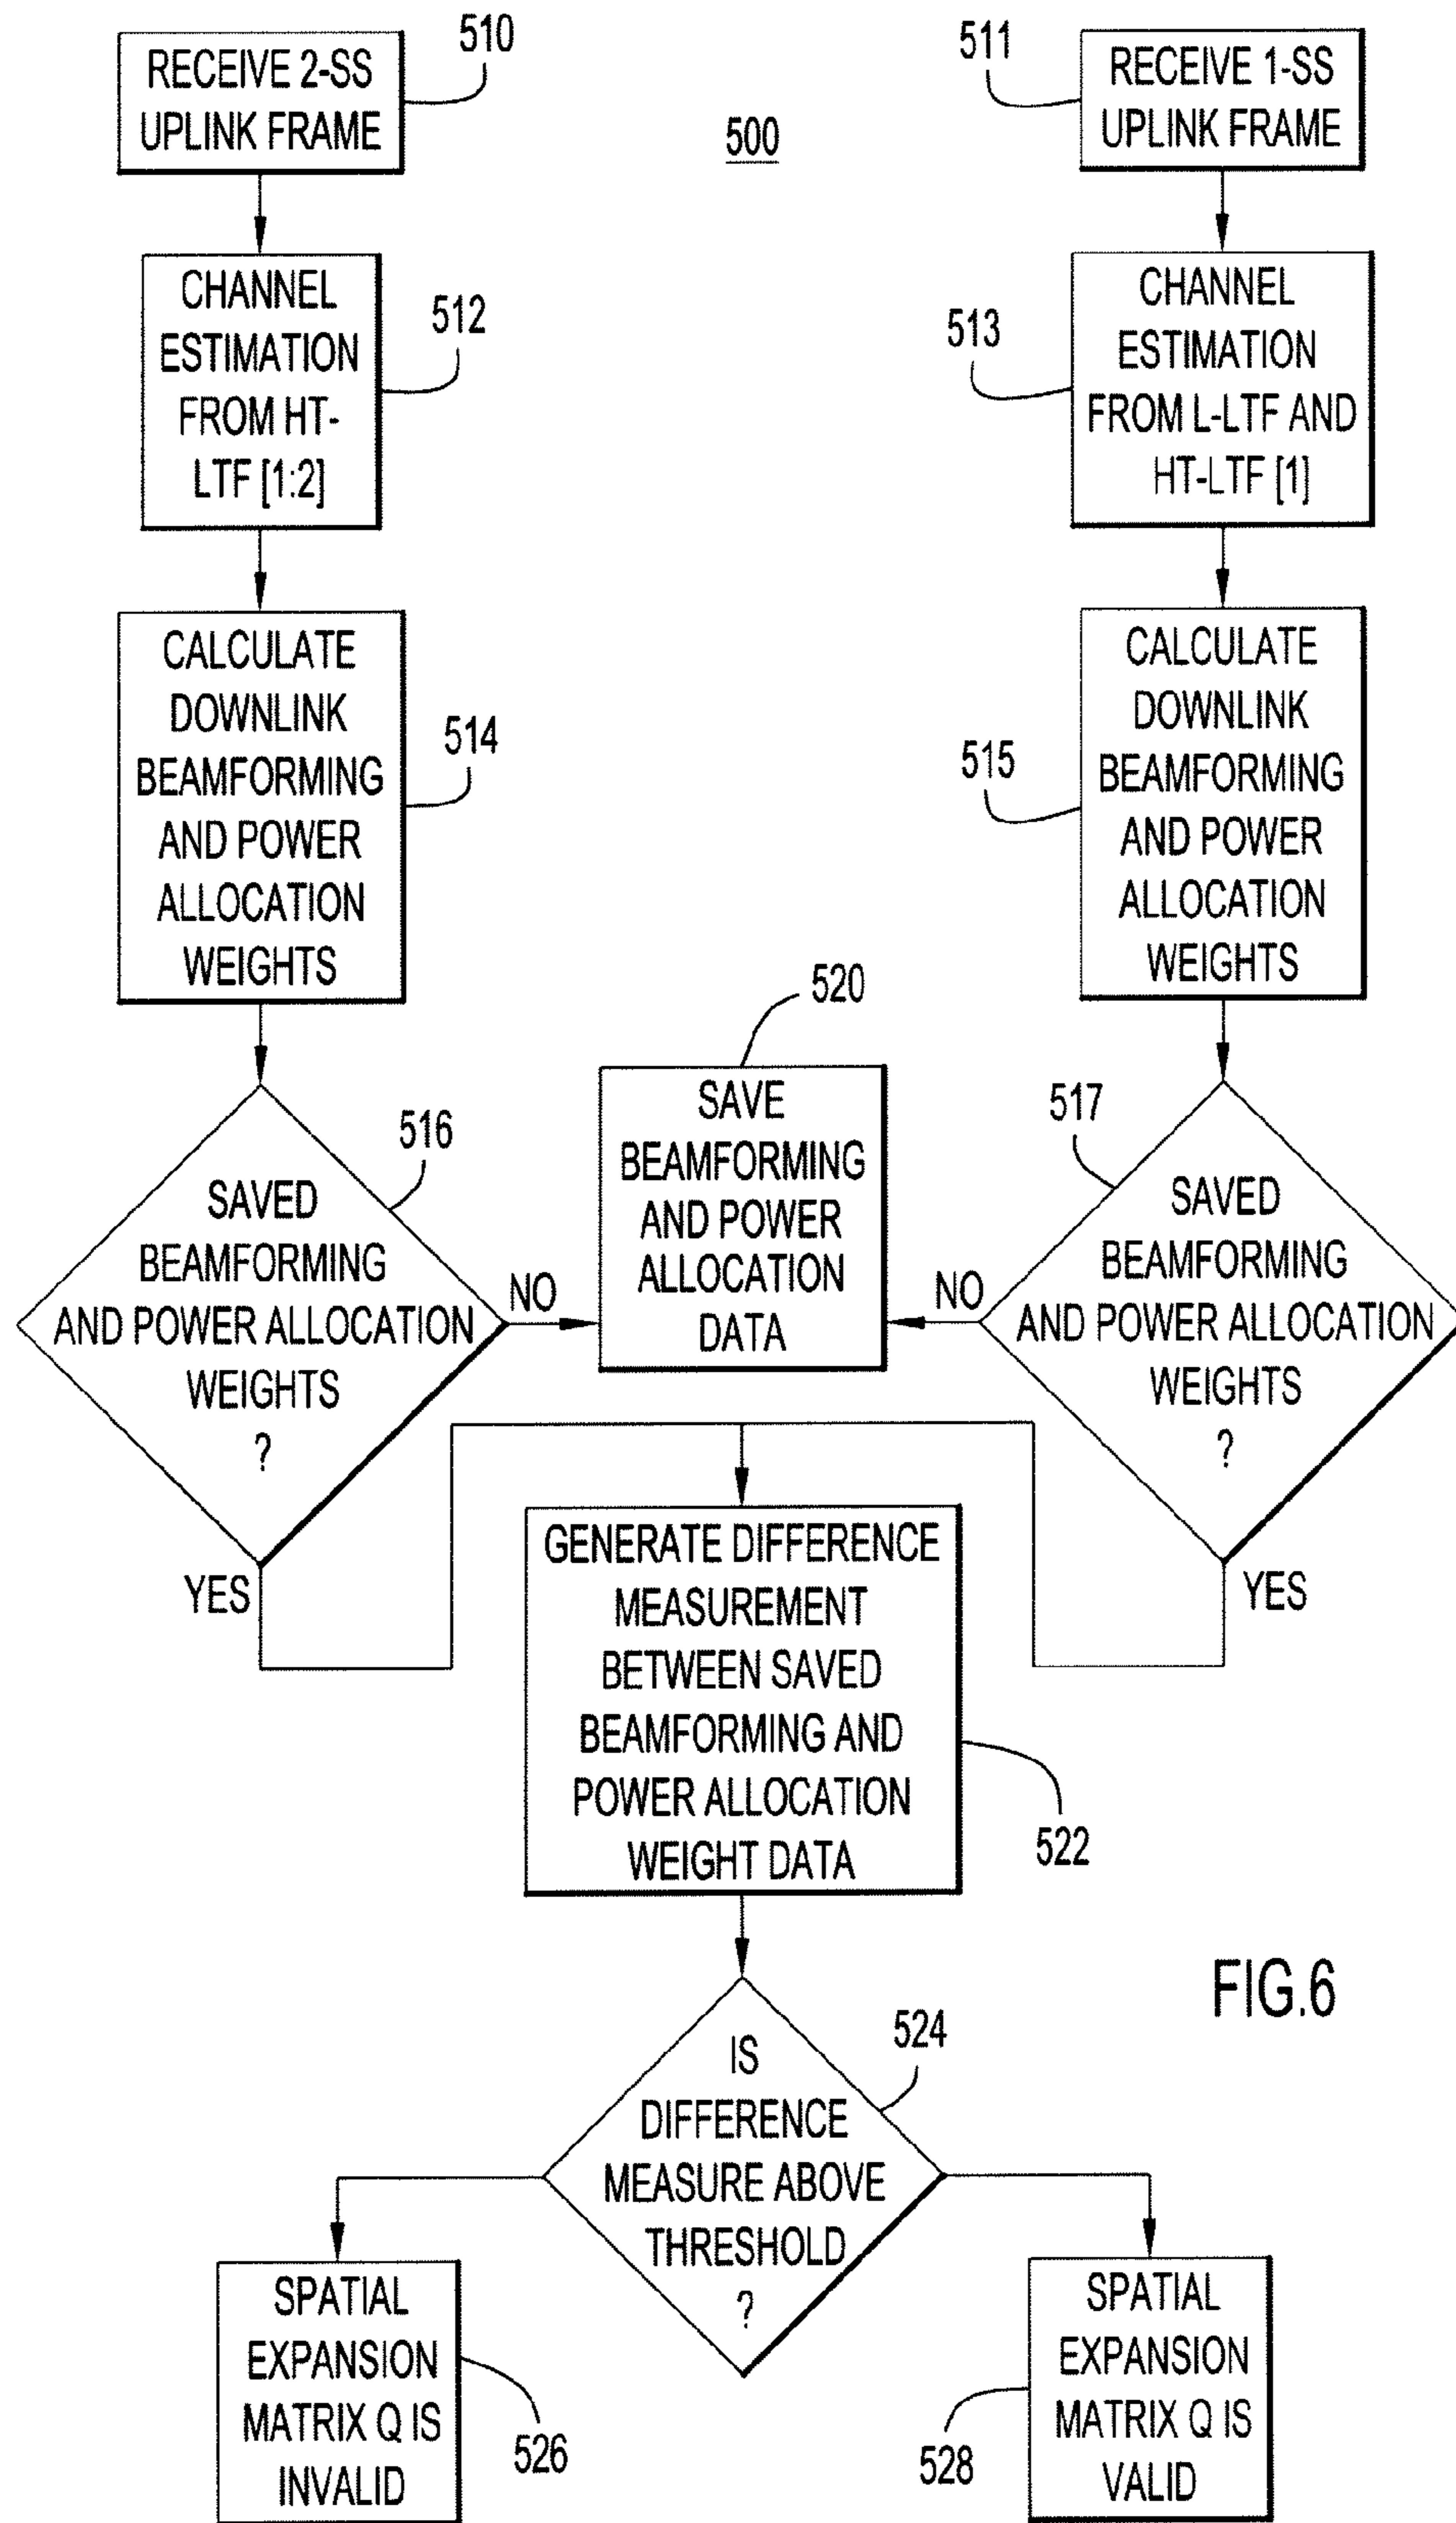 RECEIVE 2-SS
UPLINK FRAME
510
500
511
RECEIVE 1-SS
UPLINK FRAME
CHANNEL
ESTIMATION
FROM HT-
LTF [1:2]
512
513
CHANNEL
ESTIMATION
FROM L-LTF AND
HT-LTF [1]
CALCULATE
DOWNLINK
BEAMFORMING
AND POWER
ALLOCATION
WEIGHTS
514
515
CALCULATE
DOWNLINK
BEAMFORMING
AND POWER
ALLOCATION
WEIGHTS
SAVED
BEAMFORMING
AND POWER ALLOCATION
WEIGHTS
?
516
NO
YES
520
SAVE
BEAMFORMING
AND POWER
ALLOCATION
DATA
517
SAVED
BEAMFORMING
AND POWER ALLOCATION
WEIGHTS
?
NO
YES
GENERATE DIFFERENCE
MEASUREMENT
BETWEEN SAVED
BEAMFORMING AND
POWER ALLOCATION
WEIGHT DATA
522
IS
DIFFERENCE
MEASURE ABOVE
THRESHOLD
?
524
FIG.6
SPATIAL
EXPANSION
MATRIX Q IS
INVALID
526
528
SPATIAL
EXPANSION
MATRIX Q IS
VALID